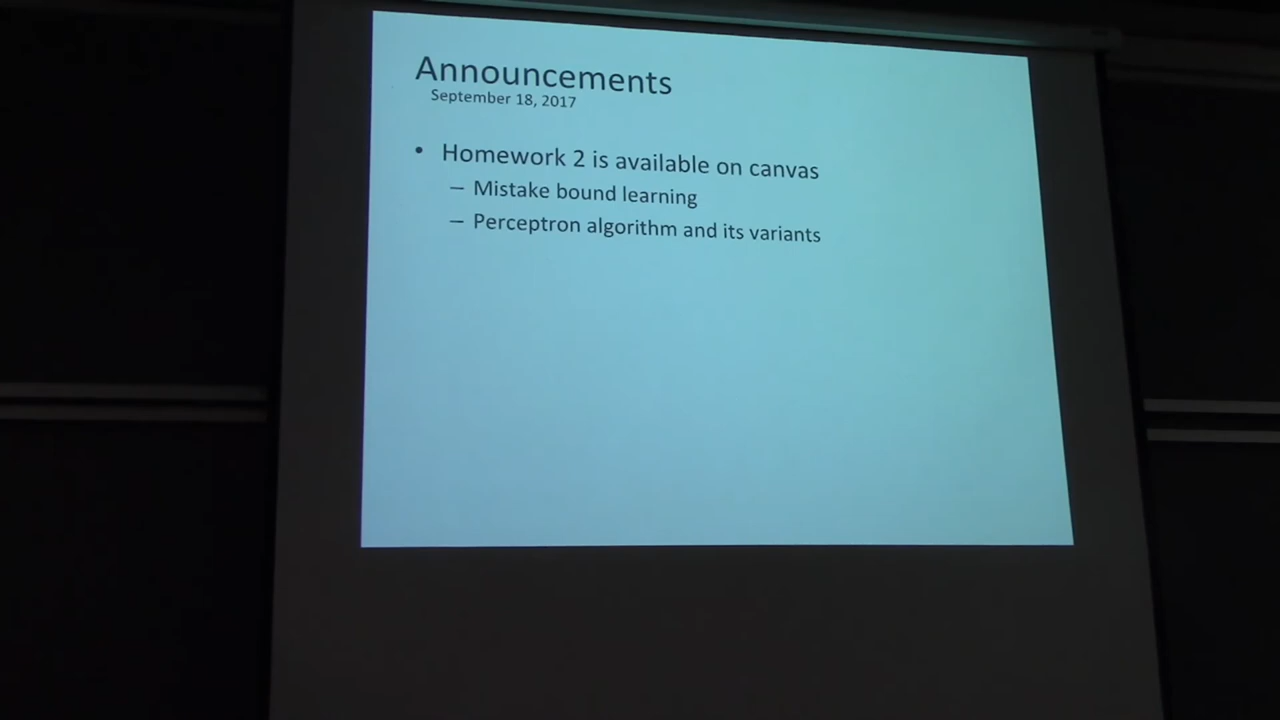 Announcements
September 18, 2017
• Homework 2 is available on canvas
– Mistake bound learning
– Perceptron algorithm and its variants